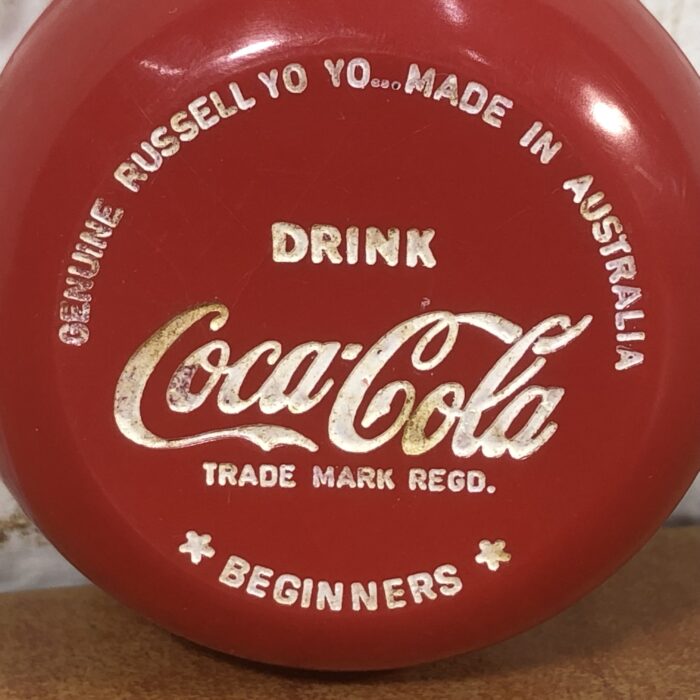 GENUINE RUSSELL YO YO... MADE IN AUSTRALIA
DRINK
Coca-Cola
TRADE MARK REGD.
* BEGINNERS *